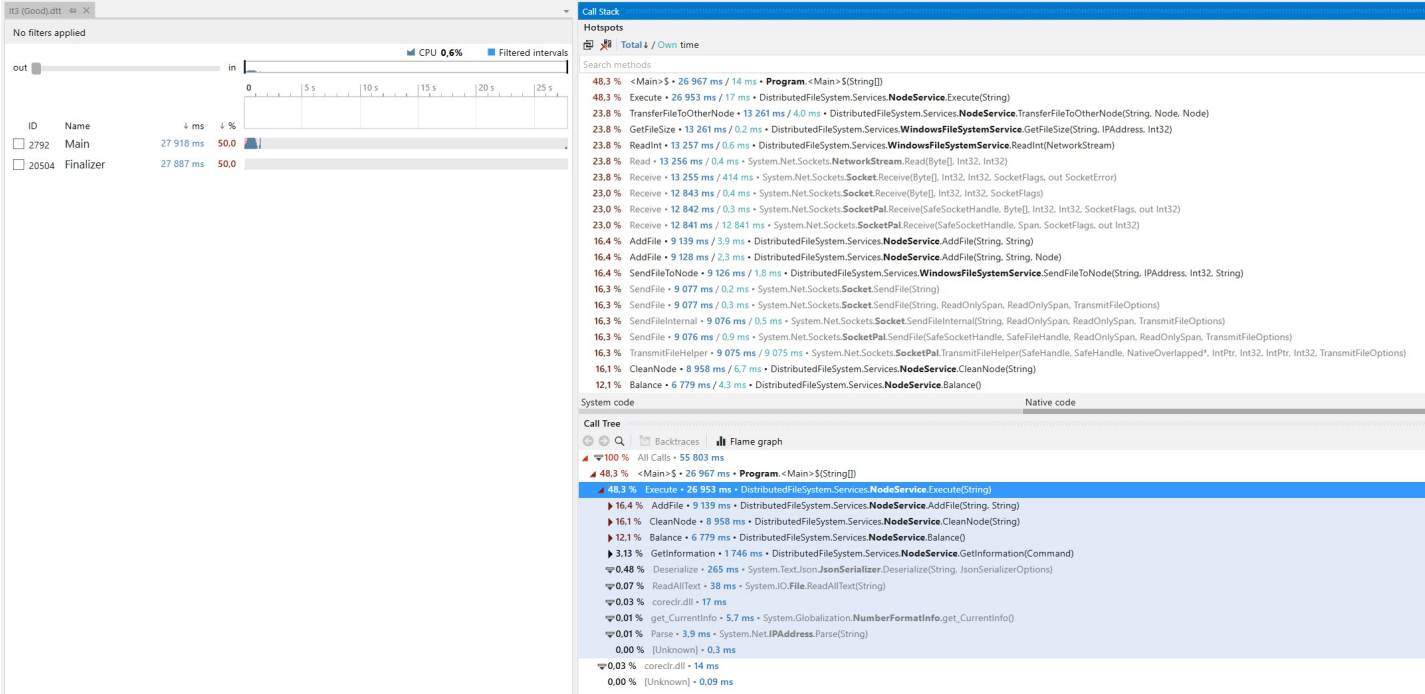 it3 (Good).dtt
No filters applied
CPU 0,6% Filtered intervals
out in
0 5 s 10 s 15 s 20 s 25 s
ID Name ↓ ms ↓ %
2792 Main 27 918 ms 50,0
20504 Finalizer 27 887 ms 50,0
Call Stack
Hotspots
Total↓ / Own time
Search methods
48,3 % <Main>$ • 26 967 ms / 14 ms • Program.<Main>$(String[])
48,3 % Execute • 26 953 ms / 17 ms • DistributedFileSystem.Services.NodeService.Execute(String)
23,8 % TransferFileToOtherNode • 13 261 ms / 4,0 ms • DistributedFileSystem.Services.NodeService.TransferFileToOtherNode(String, Node, Node)
23,8 % GetFileSize • 13 261 ms / 0,2 ms • DistributedFileSystem.Services.WindowsFileSystemService.GetFileSize(String, IPAddress, Int32)
23,8 % ReadInt • 13 257 ms / 0,6 ms • DistributedFileSystem.Services.WindowsFileSystemService.ReadInt(NetworkStream)
23,8 % Read • 13 256 ms / 0,4 ms • System.Net.Sockets.NetworkStream.Read(Byte[], Int32, Int32)
23,8 % Receive • 13 255 ms / 414 ms • System.Net.Sockets.Socket.Receive(Byte[], Int32, Int32, SocketFlags, out SocketError)
23,0 % Receive • 12 843 ms / 0,4 ms • System.Net.Sockets.Socket.Receive(Byte[], Int32, Int32, SocketFlags)
23,0 % Receive • 12 842 ms / 0,3 ms • System.Net.Sockets.SocketPal.Receive(SafeSocketHandle, Byte[], Int32, Int32, SocketFlags, out Int32)
23,0 % Receive • 12 841 ms / 12 841 ms • System.Net.Sockets.SocketPal.Receive(SafeSocketHandle, Span, SocketFlags, out Int32)
16,4 % AddFile • 9 139 ms / 3,9 ms • DistributedFileSystem.Services.NodeService.AddFile(String, String)
16,4 % AddFile • 9 128 ms / 2,3 ms • DistributedFileSystem.Services.NodeService.AddFile(String, String, Node)
16,4 % SendFileToNode • 9 126 ms / 1,8 ms • DistributedFileSystem.Services.WindowsFileSystemService.SendFileToNode(String, IPAddress, Int32, String)
16,3 % SendFile • 9 077 ms / 0,2 ms • System.Net.Sockets.Socket.SendFile(String)
16,3 % SendFile • 9 077 ms / 0,3 ms • System.Net.Sockets.Socket.SendFile(String, ReadOnlySpan, ReadOnlySpan, TransmitFileOptions)
16,3 % SendFileInternal • 9 076 ms / 0,5 ms • System.Net.Sockets.Socket.SendFileInternal(String, ReadOnlySpan, ReadOnlySpan, TransmitFileOptions)
16,3 % SendFile • 9 076 ms / 0,9 ms • System.Net.Sockets.SocketPal.SendFile(SafeSocketHandle, SafeFileHandle, ReadOnlySpan, ReadOnlySpan, TransmitFileOptions)
16,3 % TransmitFileHelper • 9 075 ms / 9 075 ms • System.Net.Sockets.SocketPal.TransmitFileHelper(SafeHandle, SafeHandle, NativeOverlapped*, IntPtr, Int32, IntPtr, Int32, TransmitFileOptions)
16,1 % CleanNode • 8 958 ms / 6,7 ms • DistributedFileSystem.Services.NodeService.CleanNode(String)
12,1 % Balance • 6 779 ms / 4,3 ms • DistributedFileSystem.Services.NodeService.Balance()
System code Native code
Call Tree
Backtraces Flame graph
100 % All Calls • 55 803 ms
48,3 % <Main>$ • 26 967 ms • Program.<Main>$(String[])
48,3 % Execute • 26 953 ms • DistributedFileSystem.Services.NodeService.Execute(String)
16,4 % AddFile • 9 139 ms • DistributedFileSystem.Services.NodeService.AddFile(String, String)
16,1 % CleanNode • 8 958 ms • DistributedFileSystem.Services.NodeService.CleanNode(String)
12,1 % Balance • 6 779 ms • DistributedFileSystem.Services.NodeService.Balance()
3,13 % GetInformation • 1 746 ms • DistributedFileSystem.Services.NodeService.GetInformation(Command)
0,48 % Deserialize • 265 ms • System.Text.Json.JsonSerializer.Deserialize(String, JsonSerializerOptions)
0,07 % ReadAllText • 38 ms • System.IO.File.ReadAllText(String)
0,03 % coreclr.dll • 17 ms
0,01 % get_CurrentInfo • 5,7 ms • System.Globalization.NumberFormatInfo.get_CurrentInfo()
0,01 % Parse • 3,9 ms • System.Net.IPAddress.Parse(String)
0,00 % [Unknown] • 0,3 ms
0,03 % coreclr.dll • 14 ms
0,00 % [Unknown] • 0,09 ms